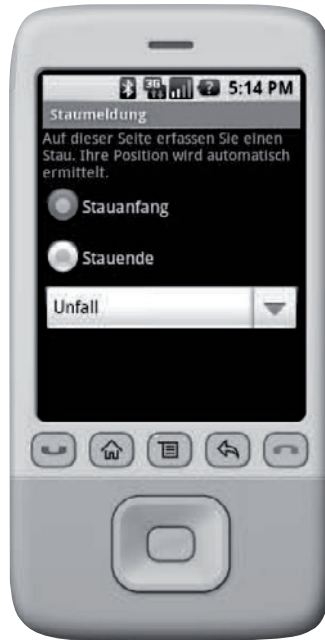 3G
? 5:14 PM
Staumeldung
Auf dieser Seite erfassen Sie einen
Stau. Ihre Position wird automatisch
ermittelt.
Stauanfang
Stauende
Unfall